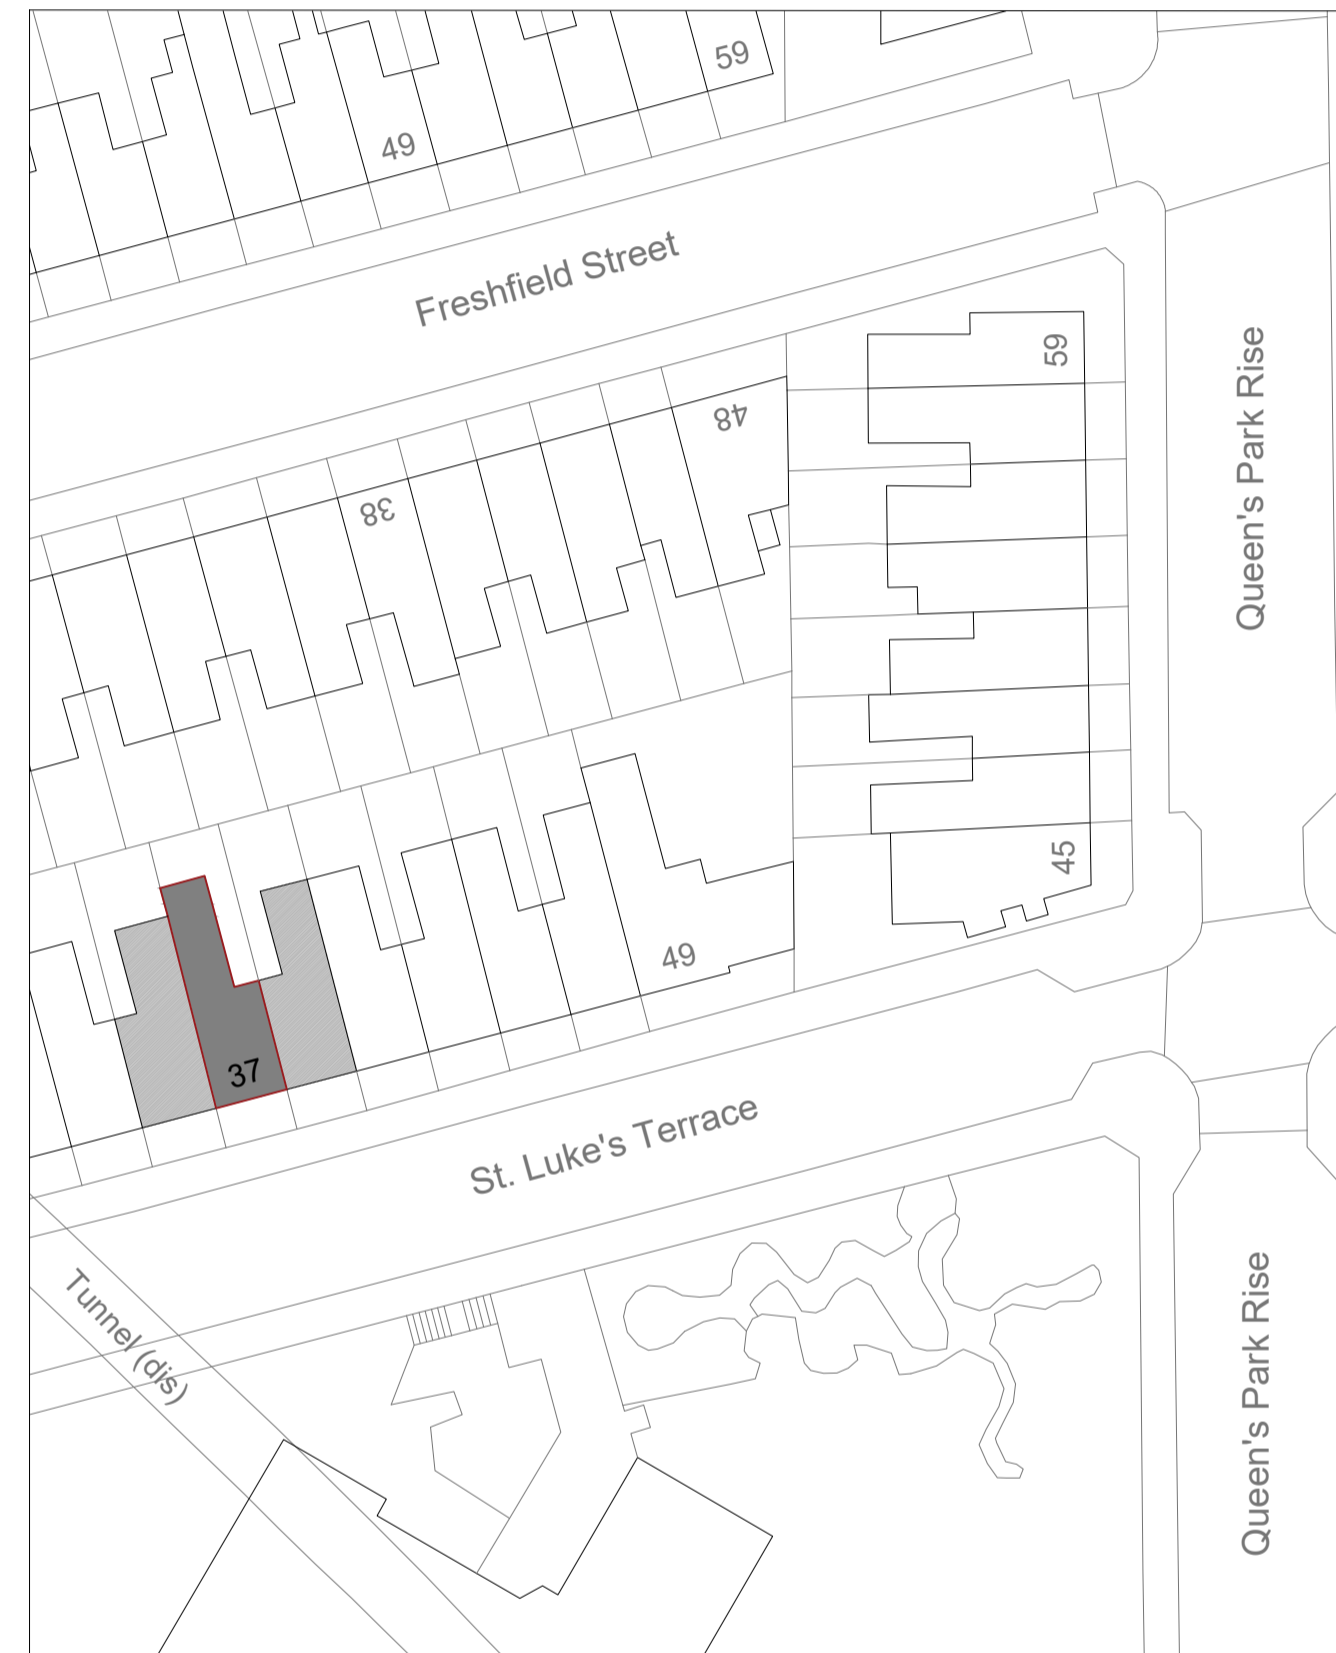 59
49
Freshfield Street
59
Queen's Park Rise
48
38
45
49
37
St. Luke's Terrace
Tunnel (dis)
Queen's Park Rise